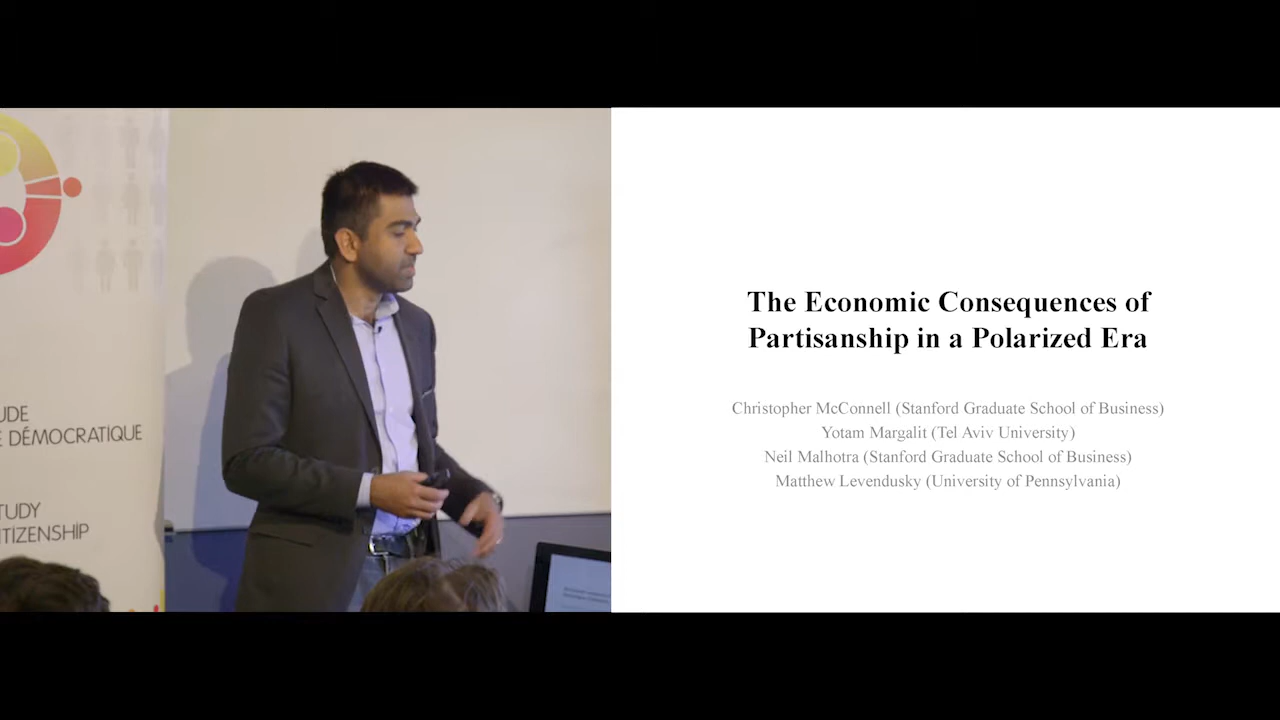 UDE
E DÉMOCRATIQUE
TUDY
ITIZENSHIP
The Economic Consequences of
Partisanship in a Polarized Era
Christopher McConnell (Stanford Graduate School of Business)
Yotam Margalit (Tel Aviv University)
Neil Malhotra (Stanford Graduate School of Business)
Matthew Levendusky (University of Pennsylvania)